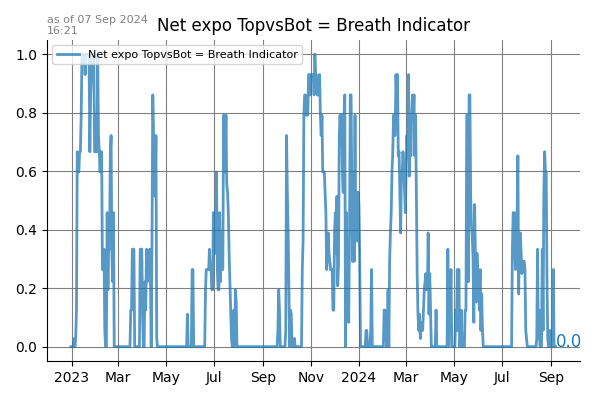 as of 07 Sep 2024
16:21
Net expo TopvsBot = Breath Indicator
Net expo TopvsBot = Breath Indicator
1.0
0.8
0.6
0.4
0.2
0.0
0.0
2023 Mar May Jul Sep Nov 2024 Mar May Jul Sep